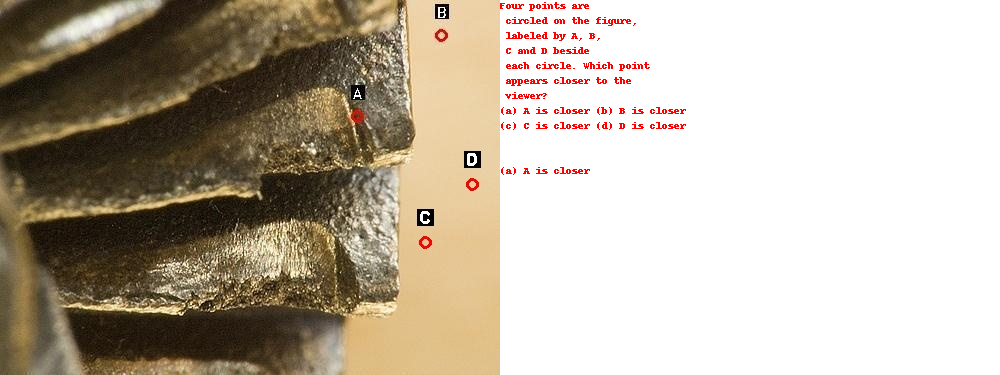 B
A
D
C
Four points are
circled on the figure,
labeled by A, B,
C and D beside
each circle. Which point
appears closer to the
viewer?
(a) A is closer (b) B is closer
(c) C is closer (d) D is closer
(a) A is closer